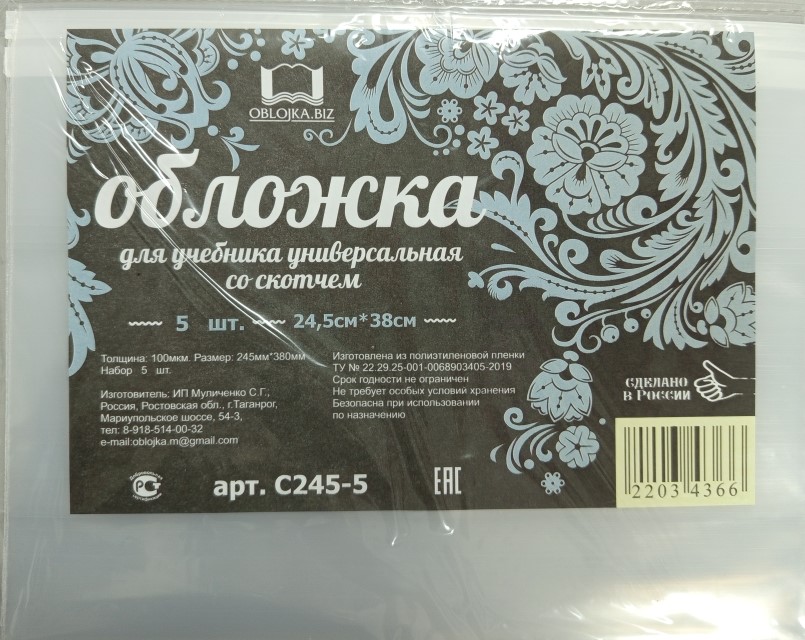 OBLOJKA.BIZ
обложка
для учебника универсальная
со скотчем
5 шт. 24,5см*38см
Толщина: 100мкм. Размер: 245мм*380мм
Набор 5 шт.
Изготовитель: ИП Муличенко С.Г.,
Россия, Ростовская обл., г.Таганрог,
Мариупольское шоссе, 54-3,
тел: 8-918-514-00-32
e-mail:oblojka.m@gmail.com
Изготовлена из полиэтиленовой пленки
ТУ № 22.29.25-001-0068903405-2019
Срок годности не ограничен
Не требует особых условий хранения
Безопасна при использовании
по назначению
СДЕЛАНО
В РОССИИ
РСТ
арт. С245-5
ЕАС
2203 4366